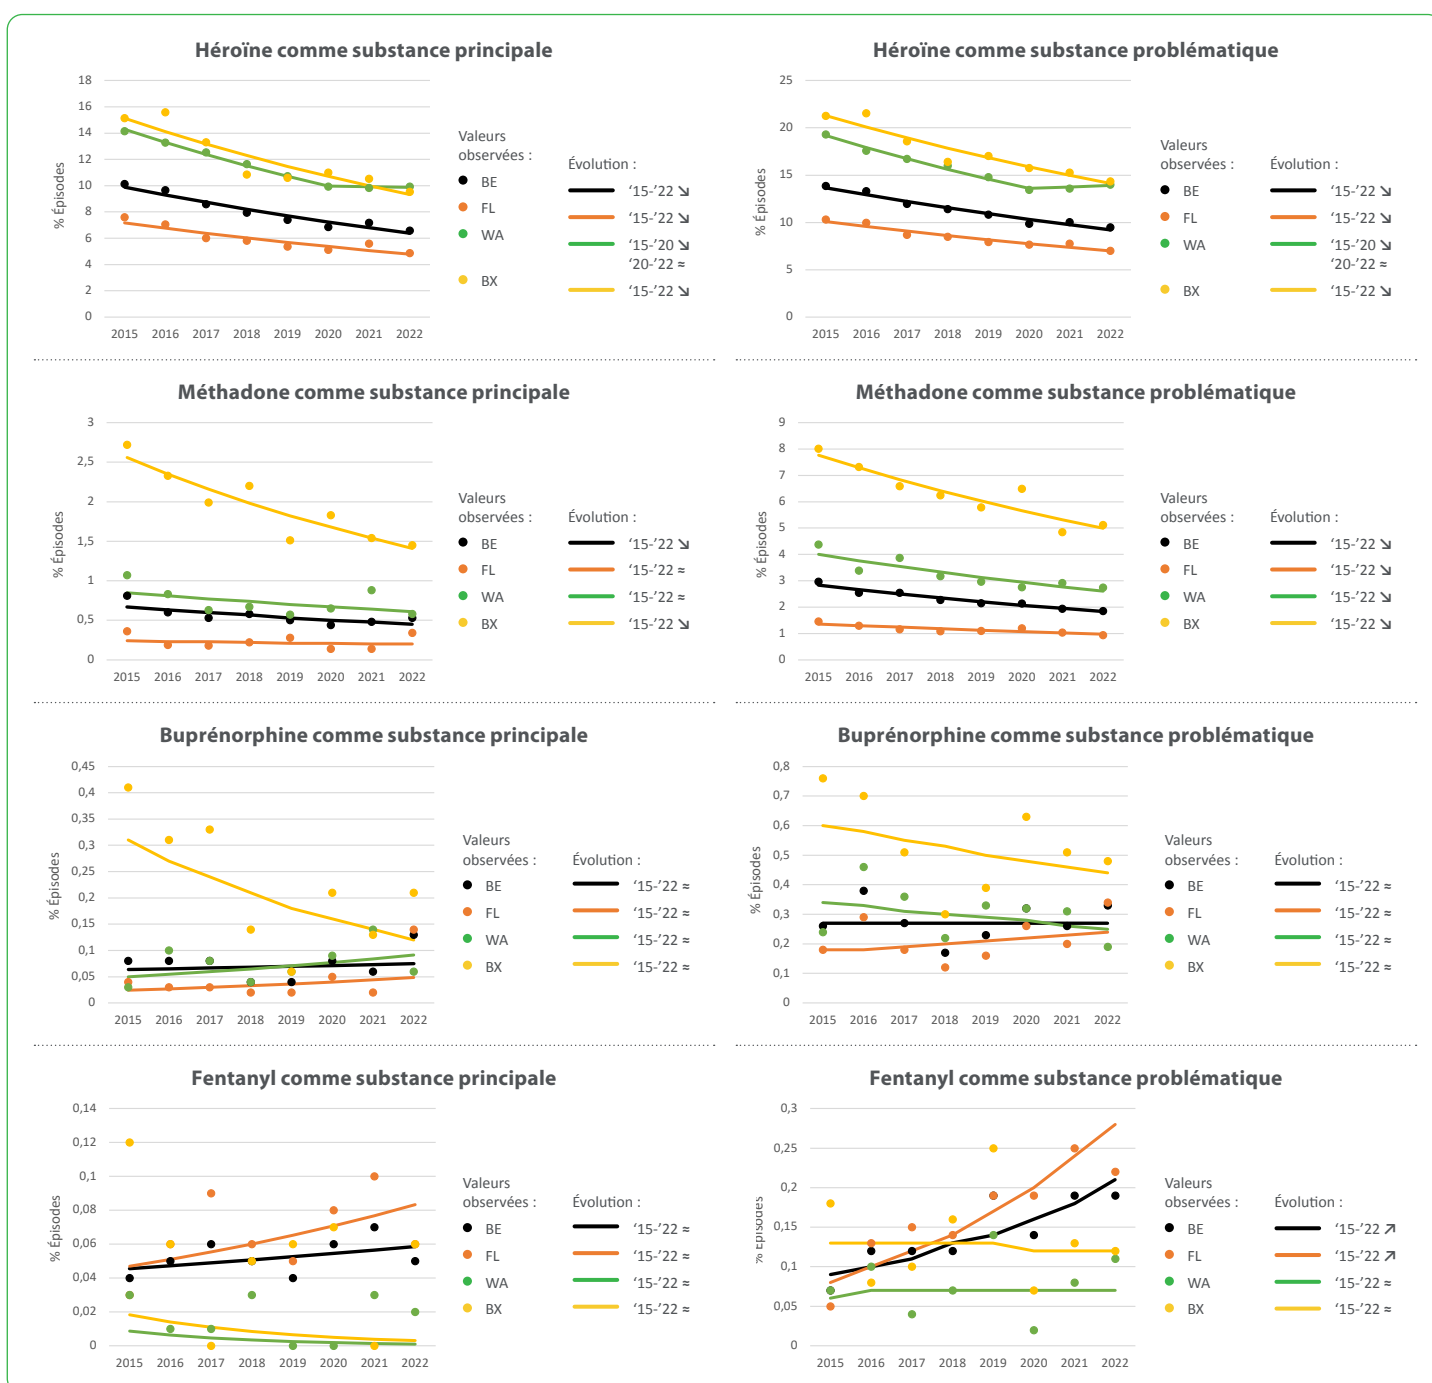 Héroïne comme substance principale
18
16
14
12
10
8
6
4
2
0
% Épisodes
2015 2016 2017 2018 2019 2020 2021 2022
Valeurs
observées : Évolution :
BE ‘15-’22 ↘
FL ‘15-’22 ↘
WA ‘15-’20 ↘
‘20-’22 ≈
BX ‘15-’22 ↘
Héroïne comme substance problématique
25
20
15
10
5
0
% Épisodes
2015 2016 2017 2018 2019 2020 2021 2022
Valeurs
observées : Évolution :
BE ‘15-’22 ↘
FL ‘15-’22 ↘
WA ‘15-’20 ↘
‘20-’22 ≈
BX ‘15-’22 ↘
Méthadone comme substance principale
3
2,5
2
1,5
1
0,5
0
% Épisodes
2015 2016 2017 2018 2019 2020 2021 2022
Valeurs
observées : Évolution :
BE ‘15-’22 ↘
FL ‘15-’22 ≈
WA ‘15-’22 ≈
BX ‘15-’22 ↘
Méthadone comme substance problématique
9
8
7
6
5
4
3
2
1
0
% Épisodes
2015 2016 2017 2018 2019 2020 2021 2022
Valeurs
observées : Évolution :
BE ‘15-’22 ↘
FL ‘15-’22 ↘
WA ‘15-’22 ↘
BX ‘15-’22 ↘
Buprénorphine comme substance principale
0,45
0,4
0,35
0,3
0,25
0,2
0,15
0,1
0,05
0
% Épisodes
2015 2016 2017 2018 2019 2020 2021 2022
Valeurs
observées : Évolution :
BE ‘15-’22 ≈
FL ‘15-’22 ≈
WA ‘15-’22 ≈
BX ‘15-’22 ≈
Buprénorphine comme substance problématique
0,8
0,7
0,6
0,5
0,4
0,3
0,2
0,1
0
% Épisodes
2015 2016 2017 2018 2019 2020 2021 2022
Valeurs
observées : Évolution :
BE ‘15-’22 ≈
FL ‘15-’22 ≈
WA ‘15-’22 ≈
BX ‘15-’22 ≈
Fentanyl comme substance principale
0,14
0,12
0,1
0,08
0,06
0,04
0,02
0
% Épisodes
2015 2016 2017 2018 2019 2020 2021 2022
Valeurs
observées : Évolution :
BE ‘15-’22 ≈
FL ‘15-’22 ≈
WA ‘15-’22 ≈
BX ‘15-’22 ≈
Fentanyl comme substance problématique
0,3
0,25
0,2
0,15
0,1
0,05
0
% Épisodes
2015 2016 2017 2018 2019 2020 2021 2022
Valeurs
observées : Évolution :
BE ‘15-’22 ↗
FL ‘15-’22 ↗
WA ‘15-’22 ≈
BX ‘15-’22 ≈